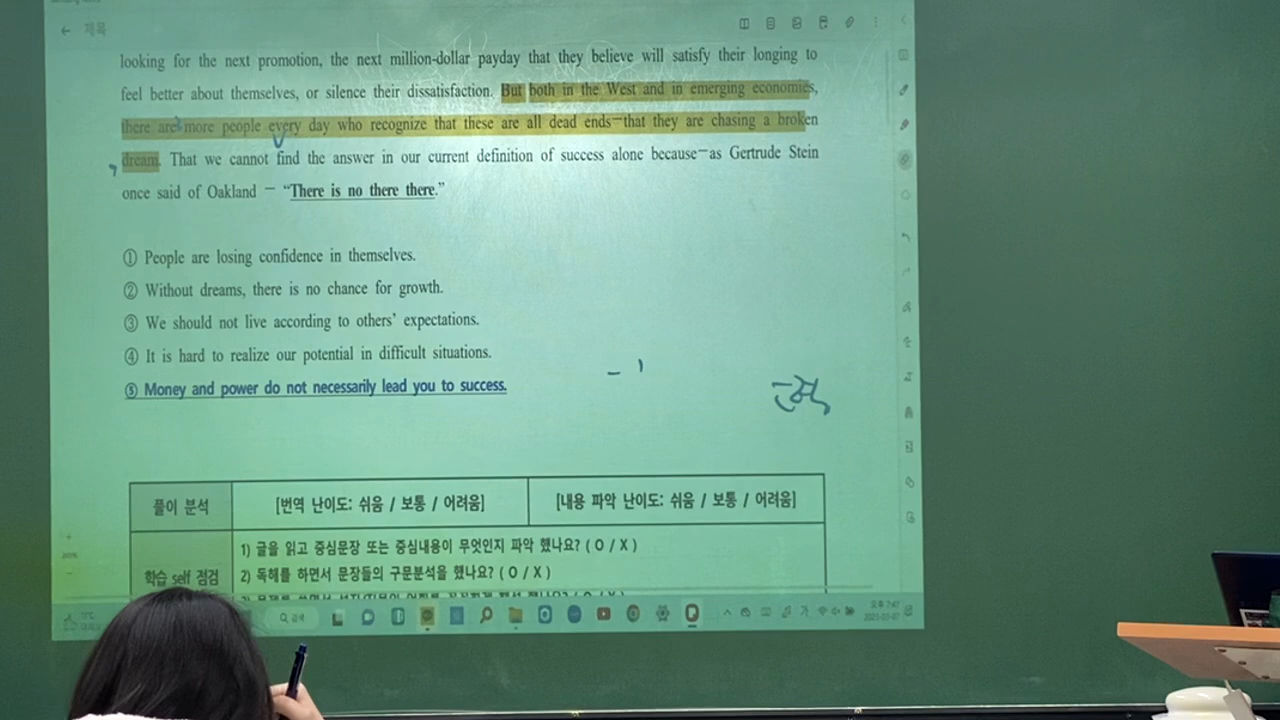 제목
looking for the next promotion, the next million-dollar payday that they believe will satisfy their longing to
feel better about themselves, or silence their dissatisfaction. But both in the West and in emerging economies,
there are more people every day who recognize that these are all dead ends—that they are chasing a broken
dream. That we cannot find the answer in our current definition of success alone because—as Gertrude Stein
once said of Oakland — “There is no there there.”
① People are losing confidence in themselves.
② Without dreams, there is no chance for growth.
③ We should not live according to others’ expectations.
④ It is hard to realize our potential in difficult situations.
⑤ Money and power do not necessarily lead you to success.
풀이 분석 [번역 난이도: 쉬움 / 보통 / 어려움] [내용 파악 난이도: 쉬움 / 보통 / 어려움]
1) 글을 읽고 중심문장 또는 중심내용이 무엇인지 파악 했나요? ( O / X )
학습 self 점검 2) 독해를 하면서 문장들의 구문분석을 했나요? ( O / X )
검색
오후 7:47